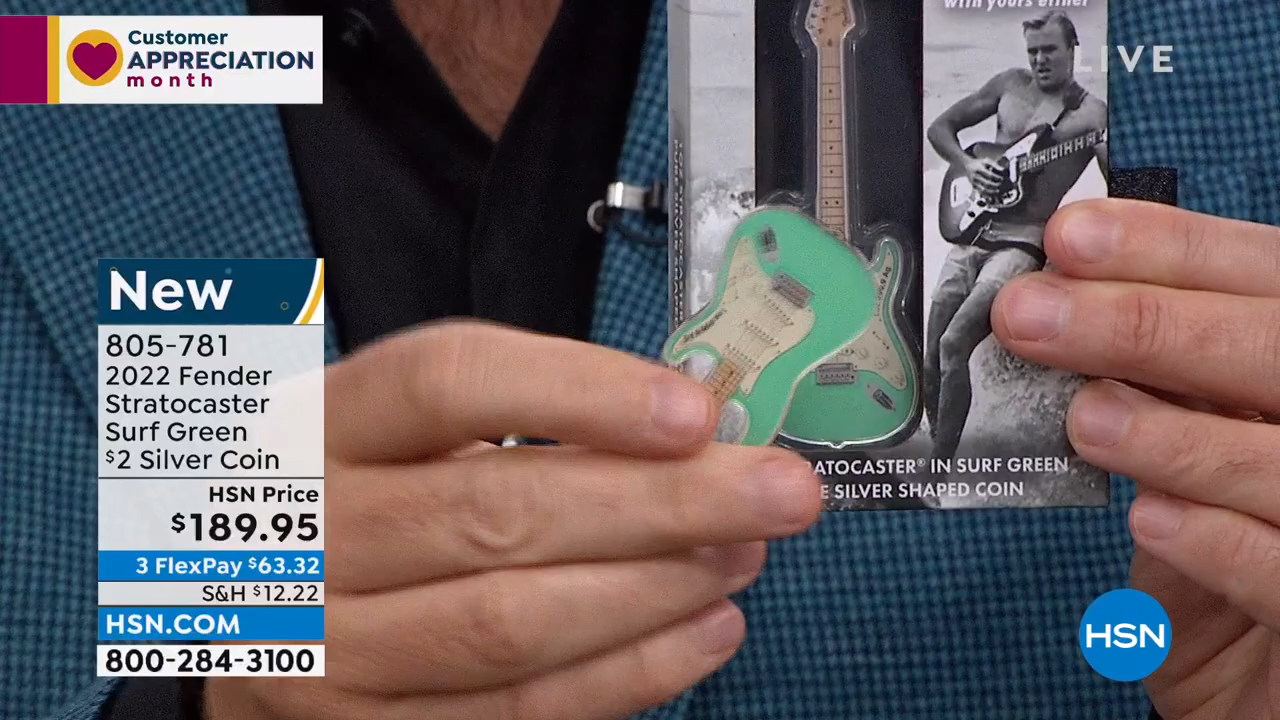 Customer
APPRECIATION
month
with yours either
LIVE
New
805-781
2022 Fender
Stratocaster
Surf Green
$2 Silver Coin
HSN Price
$189.95
3 FlexPay $63.32
S&H $12.22
HSN.COM
800-284-3100
RATOCASTER® IN SURF GREEN
E SILVER SHAPED COIN
HSN